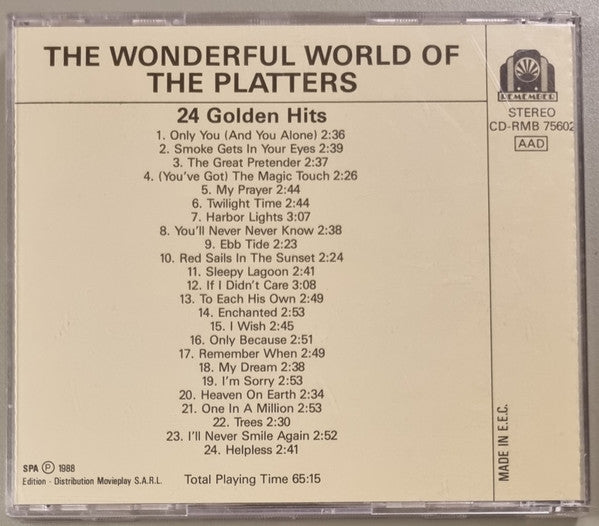 THE WONDERFUL WORLD OF
THE PLATTERS
24 Golden Hits
1. Only You (And You Alone) 2:36
2. Smoke Gets In Your Eyes 2:39
3. The Great Pretender 2:37
4. (You've Got) The Magic Touch 2:26
5. My Prayer 2:44
6. Twilight Time 2:44
7. Harbor Lights 3:07
8. You'll Never Never Know 2:38
9. Ebb Tide 2:23
10. Red Sails In The Sunset 2:24
11. Sleepy Lagoon 2:41
12. If I Didn't Care 3:08
13. To Each His Own 2:49
14. Enchanted 2:53
15. I Wish 2:45
16. Only Because 2:51
17. Remember When 2:49
18. My Dream 2:38
19. I'm Sorry 2:53
20. Heaven On Earth 2:34
21. One In A Million 2:53
22. Trees 2:30
23. I'll Never Smile Again 2:52
24. Helpless 2:41
Total Playing Time 65:15
SPA Ⓟ 1988
Edition - Distribution Movieplay S.A.R.L.
REMEMBER
STEREO
CD-RMB 75602
AAD
MADE IN E.E.C.